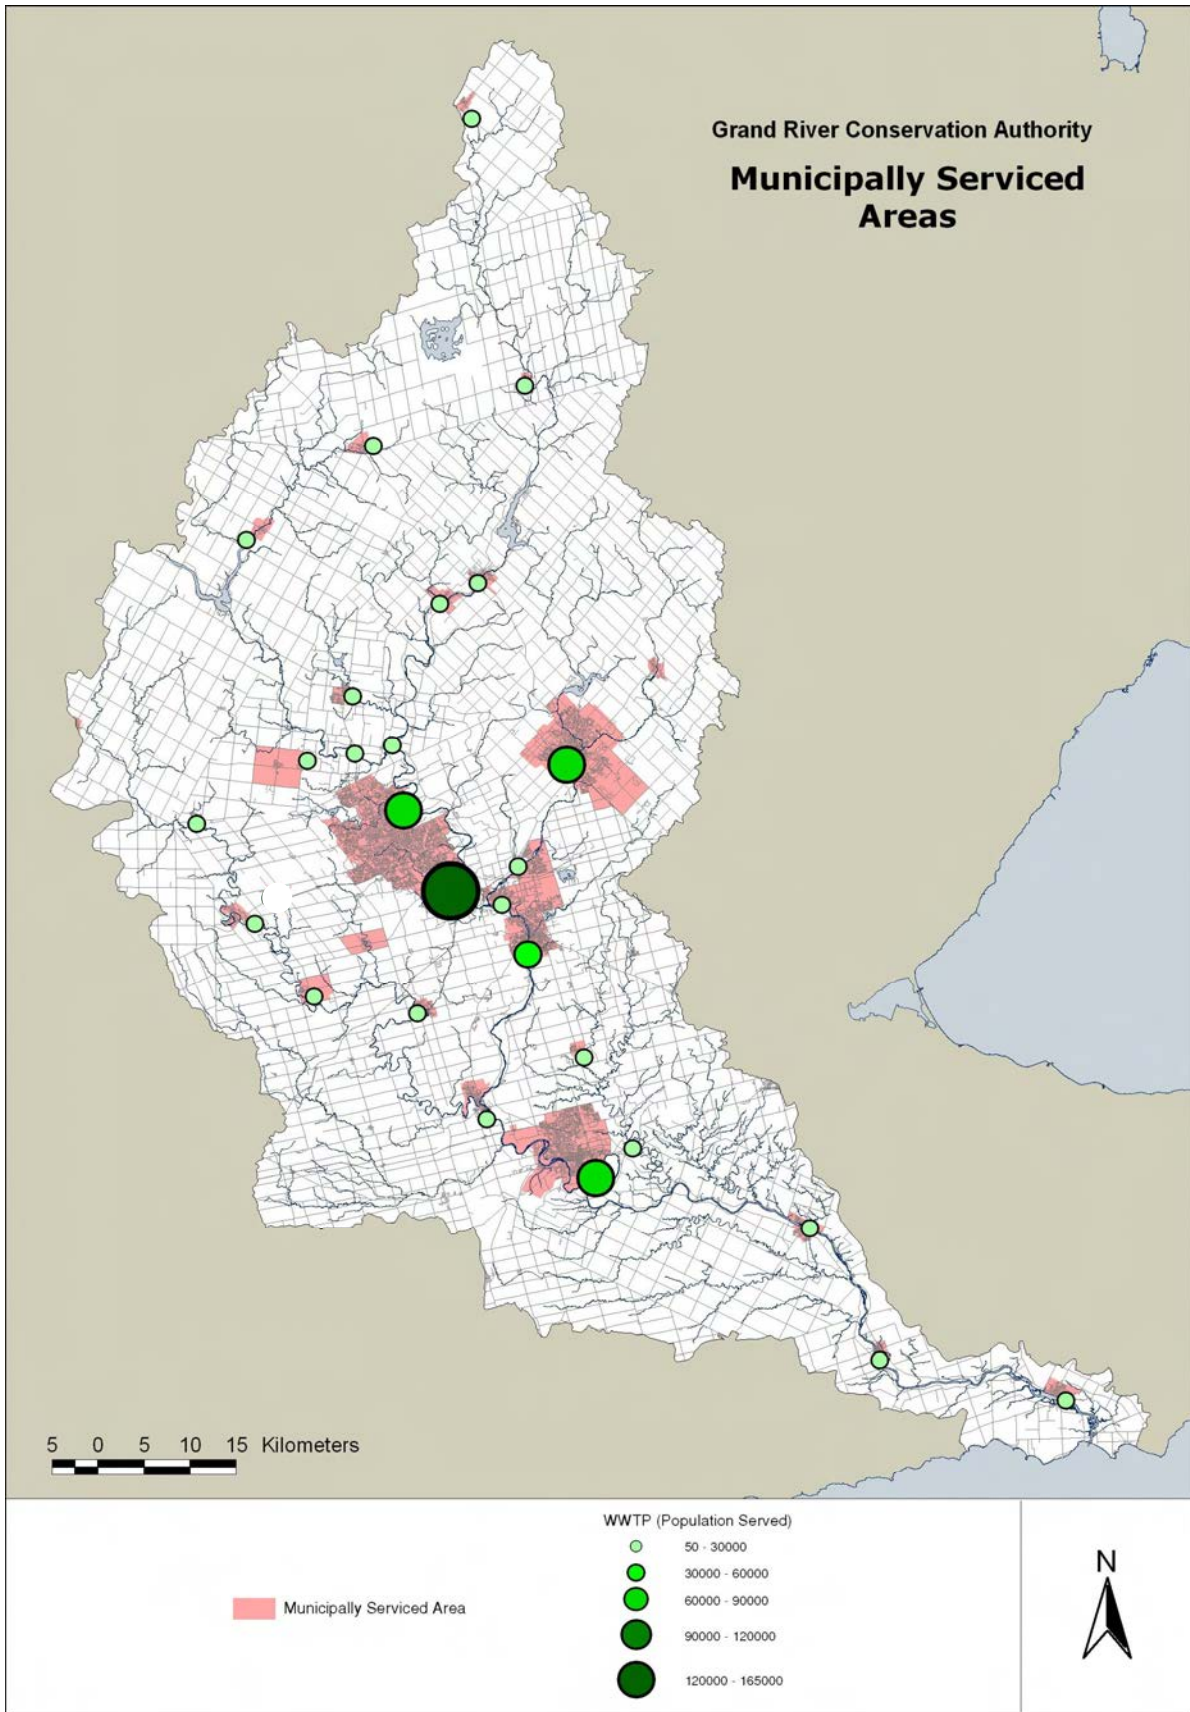 Grand River Conservation Authority
Municipally Serviced
Areas
5 0 5 10 15 Kilometers
WWTP (Population Served)
50 - 30000
30000 - 60000
60000 - 90000
90000 - 120000
120000 - 165000
Municipally Serviced Area
N